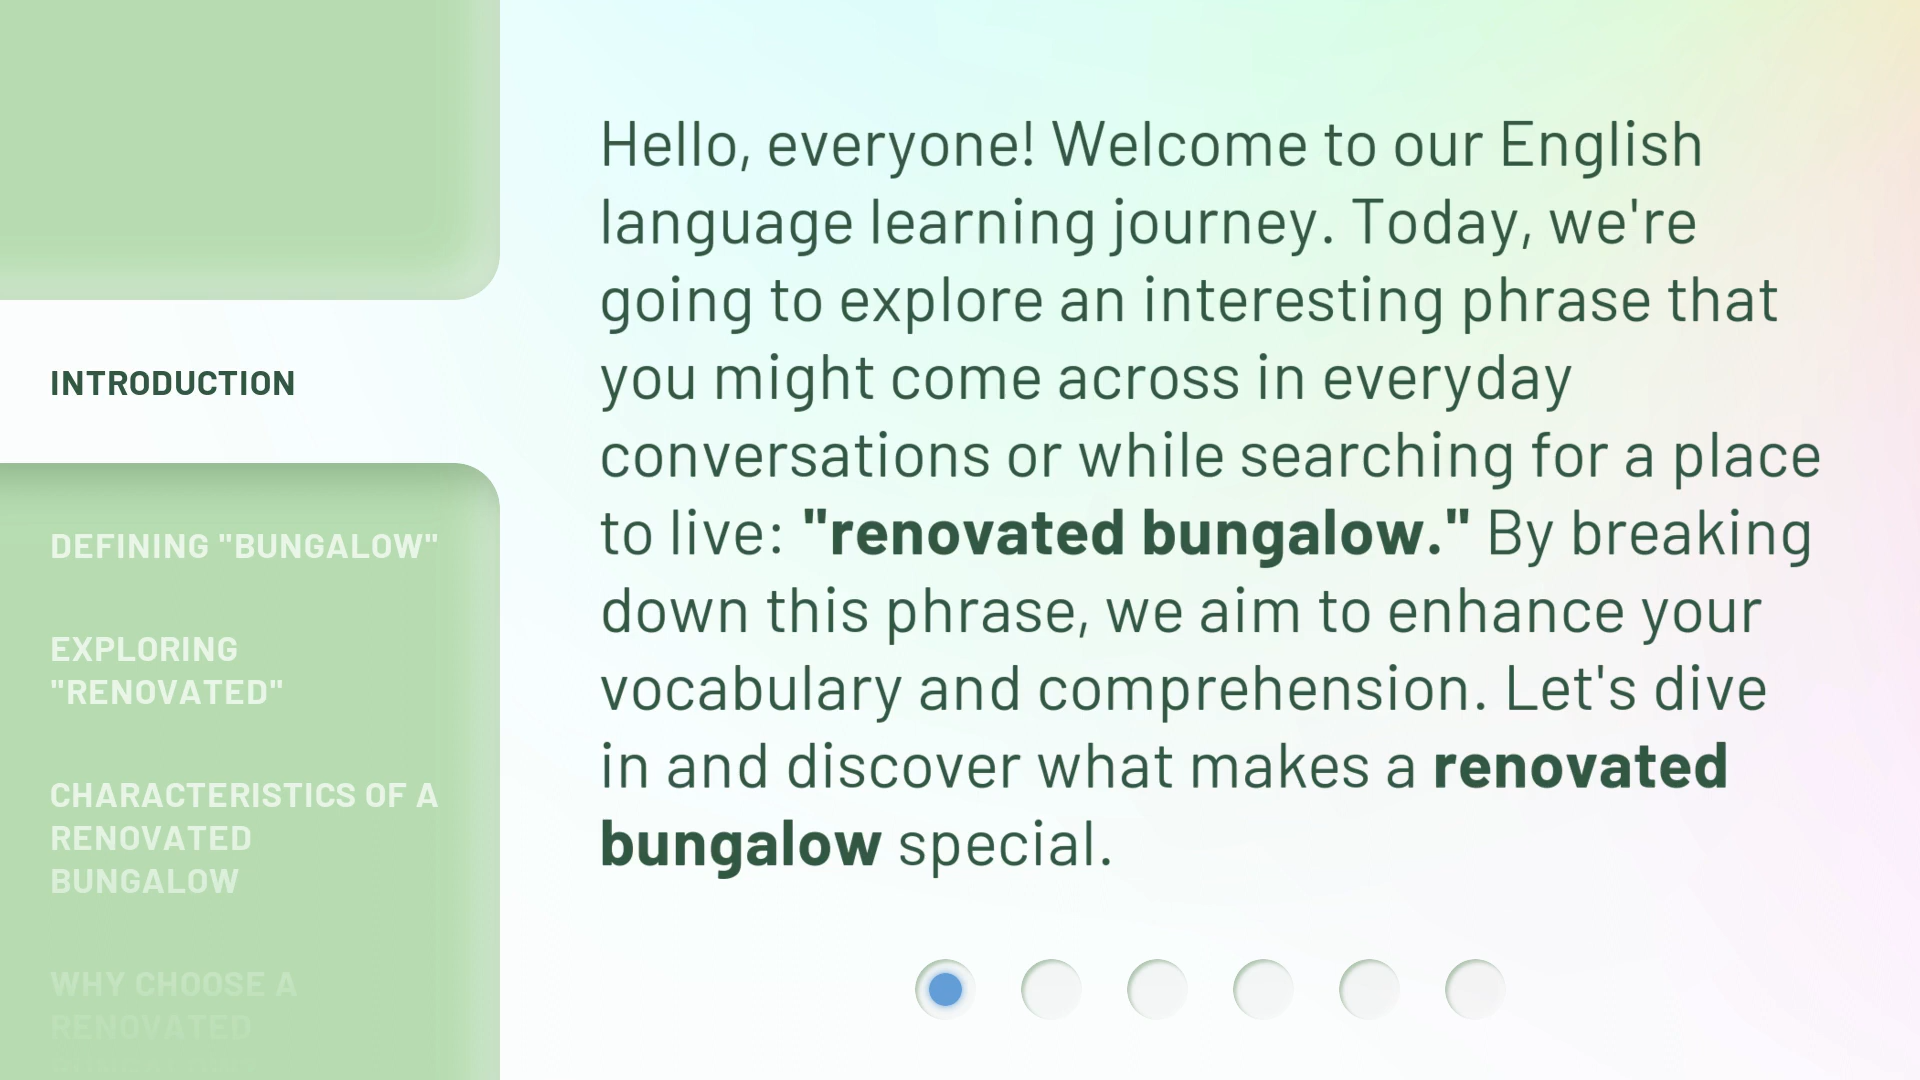 INTRODUCTION
DEFINING "BUNGALOW"
EXPLORING
"RENOVATED"
CHARACTERISTICS OF A
RENOVATED
BUNGALOW
WHY CHOOSE A
RENOVATED
Hello, everyone! Welcome to our English
language learning journey. Today, we're
going to explore an interesting phrase that
you might come across in everyday
conversations or while searching for a place
to live: "renovated bungalow." By breaking
down this phrase, we aim to enhance your
vocabulary and comprehension. Let's dive
in and discover what makes a renovated
bungalow special.